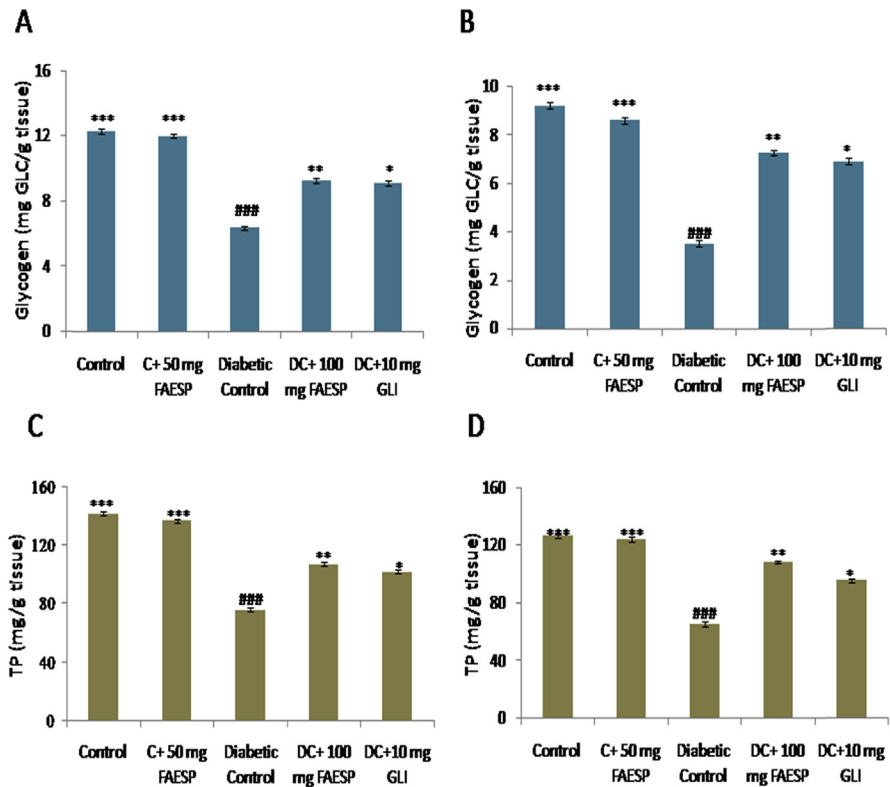 A
Glycogen (mg GLC/g tissue)
16
12
8
4
0
***
***
###
**
*
Control
C+ 50 mg
FAESP
Diabetic
Control
DC+ 100
mg FAESP
DC+10 mg
GLI
B
Glycogen (mg GLC/g tissue)
10
8
6
4
2
0
***
***
###
**
*
Control
C+ 50 mg
FAESP
Diabetic
Control
DC+ 100
mg FAESP
DC+10 mg
GLI
C
TP (mg/g tissue)
160
120
80
40
0
***
***
###
**
*
Control
C+ 50 mg
FAESP
Diabetic
Control
DC+ 100
mg FAESP
DC+10 mg
GLI
D
TP (mg/g tissue)
160
120
80
40
0
***
***
###
**
*
Control
C+ 50 mg
FAESP
Diabetic
Control
DC+ 100
mg FAESP
DC+10 mg
GLI